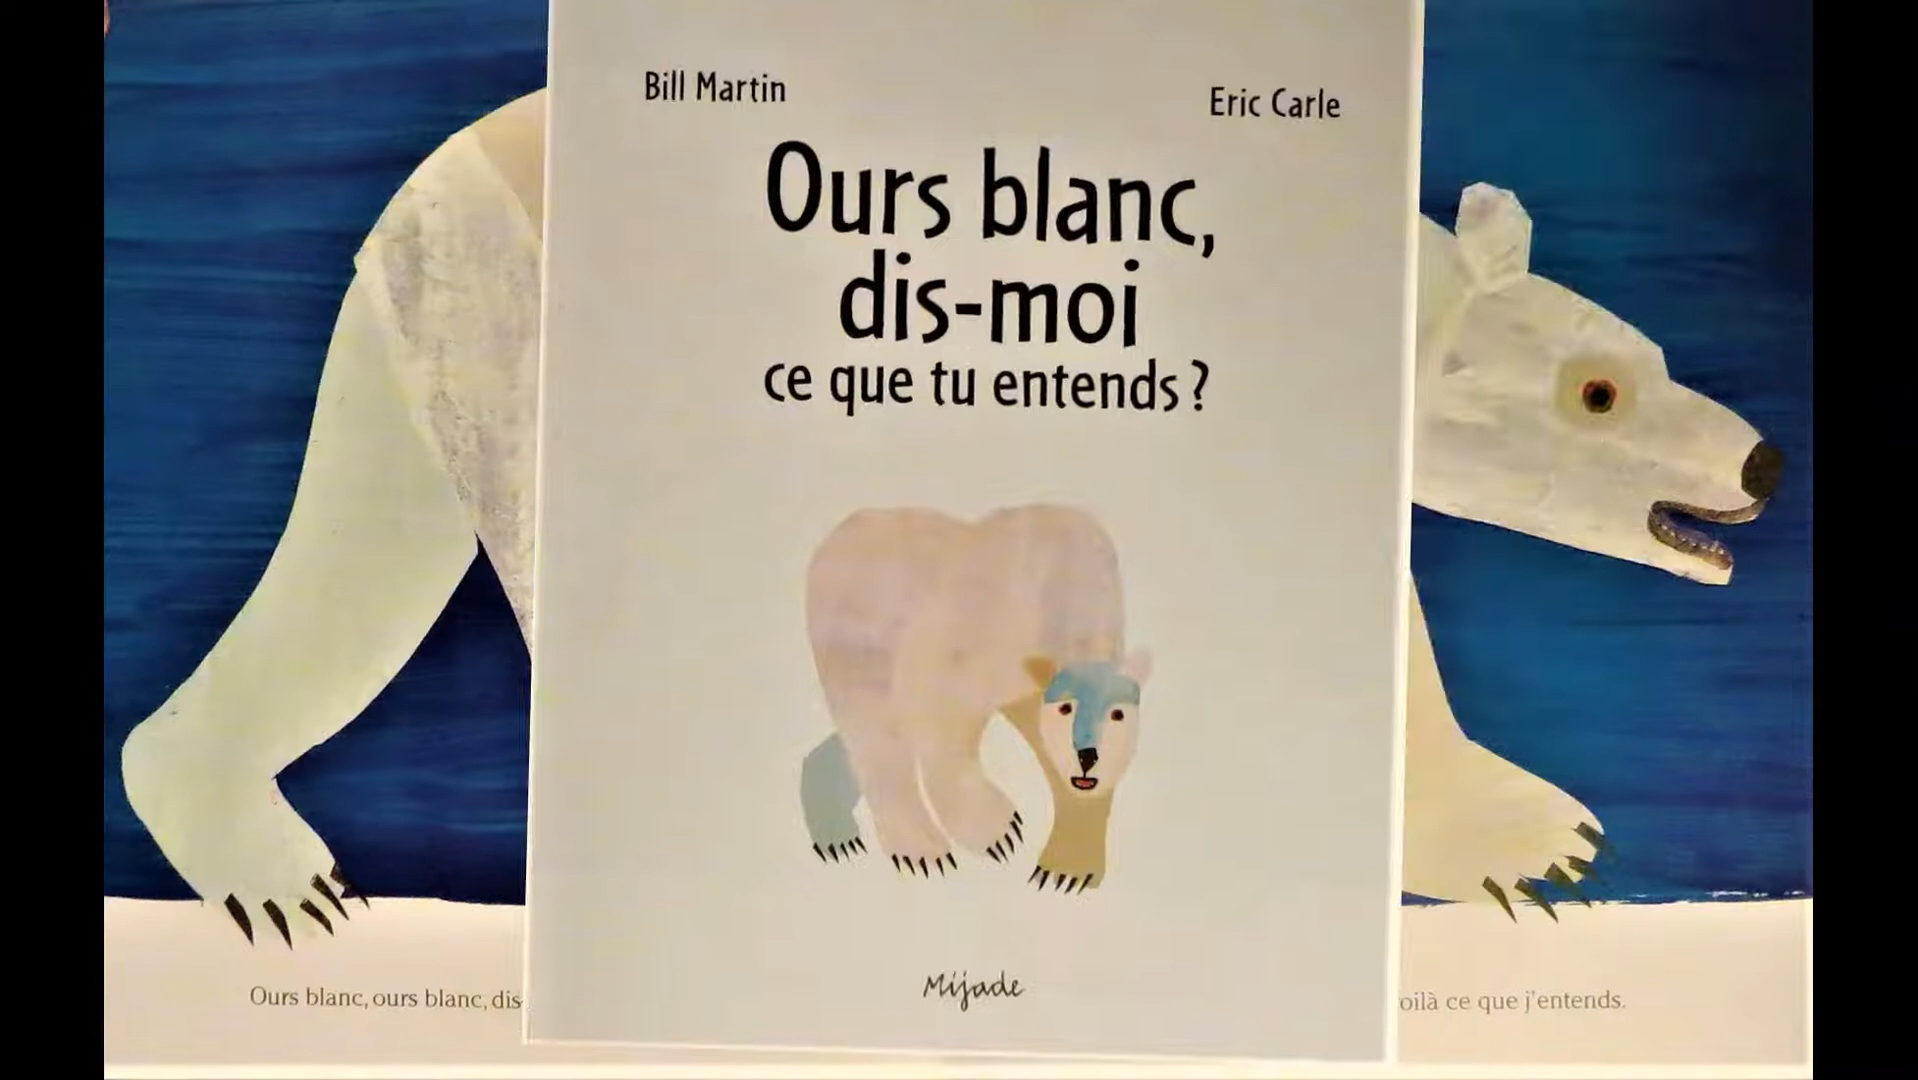 Bill Martin
Eric Carle
Ours blanc,
dis-moi
ce que tu entends ?
Mijade
Ours blanc, ours blanc, dis-
oilà ce que j'entends.